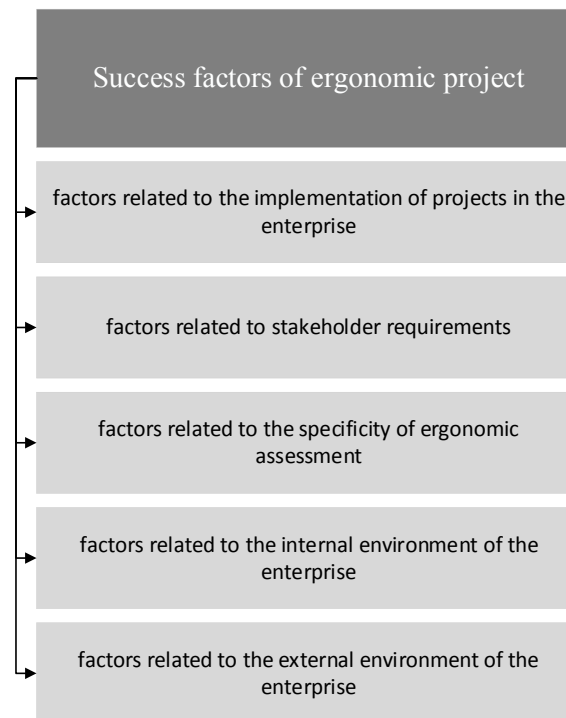 Success factors of ergonomic project
factors related to the implementation of projects in the
enterprise
factors related to stakeholder requirements
factors related to the specificity of ergonomic
assessment
factors related to the internal environment of the
enterprise
factors related to the external environment of the
enterprise